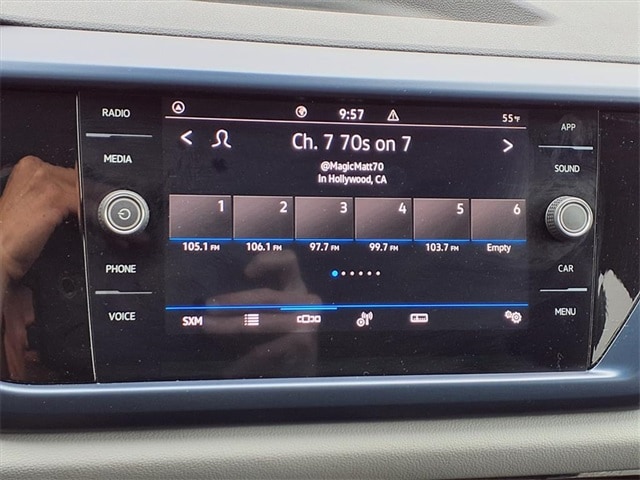 RADIO
MEDIA
PHONE
VOICE
9:57
55°F
Ch. 7 70s on 7
@MagicMatt70
In Hollywood, CA
1 2 3 4 5 6
105.1 FM 106.1 FM 97.7 FM 99.7 FM 103.7 FM Empty
SXM
APP
SOUND
CAR
MENU